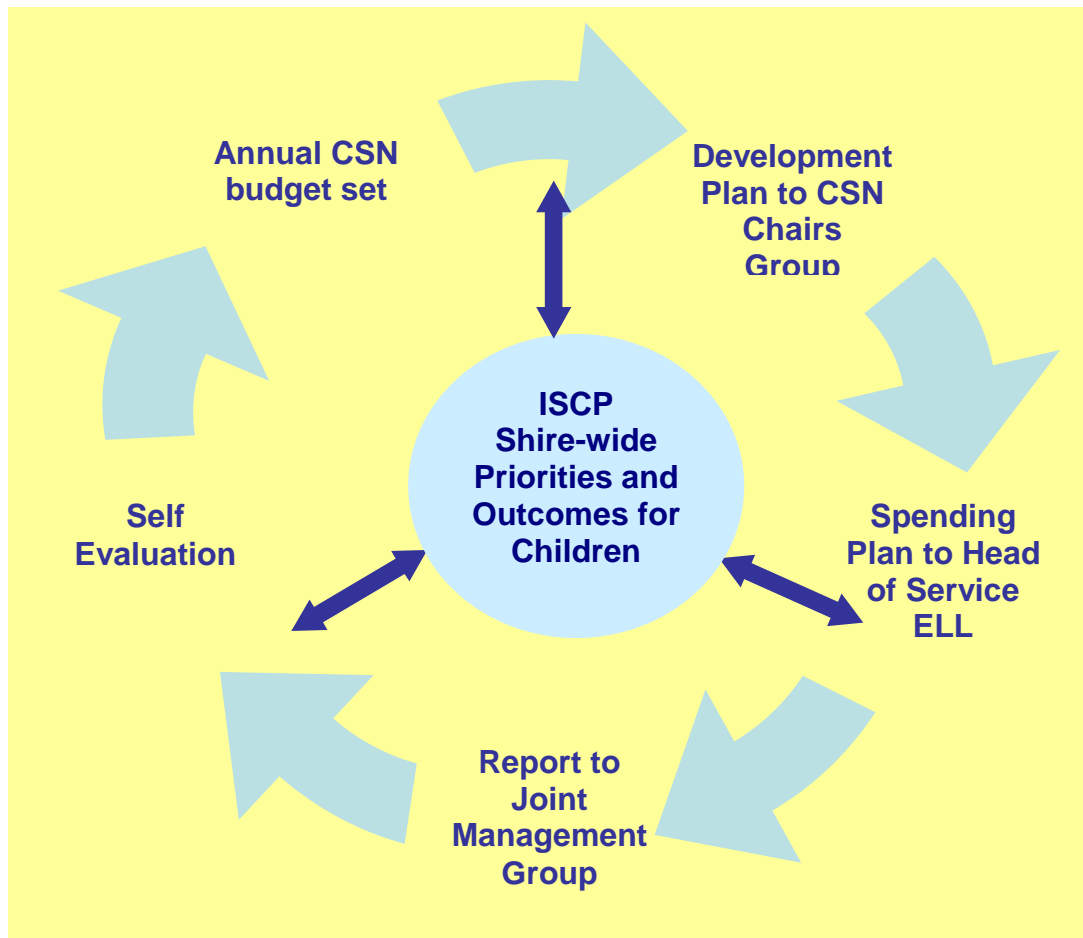 Annual CSN
budget set
Development
Plan to CSN
Chairs
Group
ISCP
Shire-wide
Priorities and
Outcomes for
Children
Self
Evaluation
Spending
Plan to Head
of Service
ELL
Report to
Joint
Management
Group